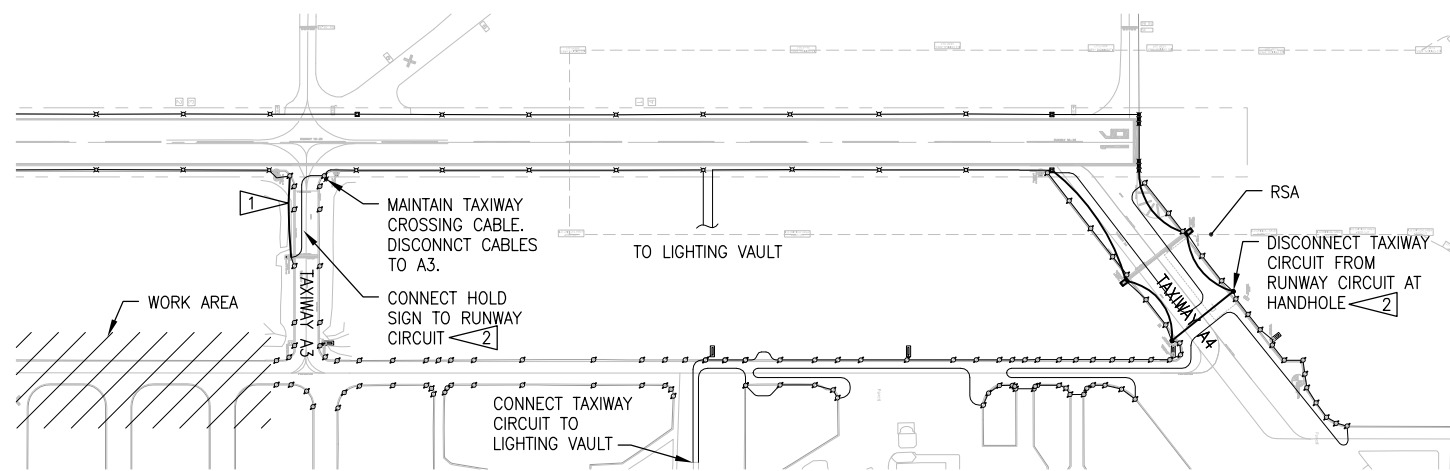 RSA
1
MAINTAIN TAXIWAY
CROSSING CABLE.
DISCONNCT CABLES
TO A3.
TO LIGHTING VAULT
DISCONNECT TAXIWAY
CIRCUIT FROM
RUNWAY CIRCUIT AT
HANDHOLE 2
WORK AREA
TAXIWAY A3
CONNECT HOLD
SIGN TO RUNWAY
CIRCUIT 2
TAXIWAY A4
CONNECT TAXIWAY
CIRCUIT TO
LIGHTING VAULT